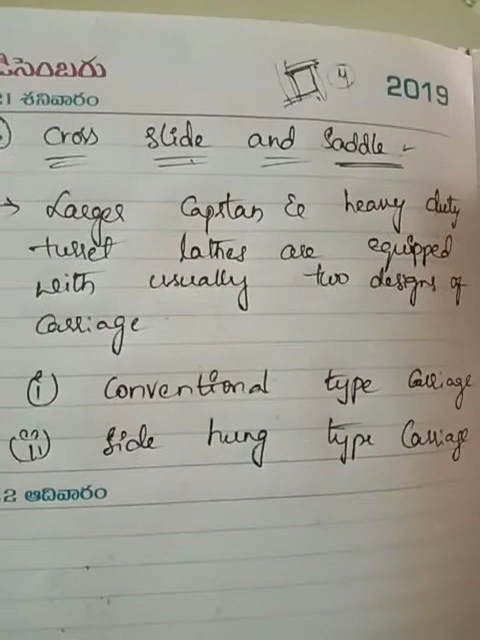 డిసెంబరు
4
2019
21 శనివారం
Cross Slide and Saddle -
→ Larger Capstan & heavy duty
turret lathes are equipped
with usually two designs of
Carriage
(i) Conventional type Carriage
(ii) Side hung type Carriage
22 ఆదివారం